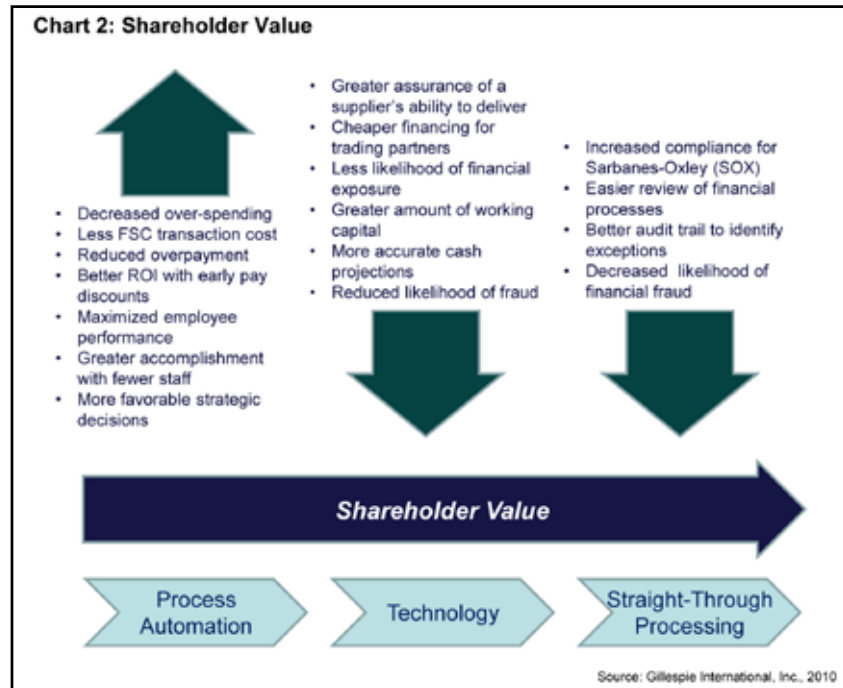 Chart 2: Shareholder Value
• Decreased over-spending
• Less FSC transaction cost
• Reduced overpayment
• Better ROI with early pay
discounts
• Maximized employee
performance
• Greater accomplishment
with fewer staff
• More favorable strategic
decisions
• Greater assurance of a
supplier's ability to deliver
• Cheaper financing for
trading partners
• Less likelihood of financial
exposure
• Greater amount of working
capital
• More accurate cash
projections
• Reduced likelihood of fraud
• Increased compliance for
Sarbanes-Oxley (SOX)
• Easier review of financial
processes
• Better audit trail to identify
exceptions
• Decreased likelihood of
financial fraud
Shareholder Value
Process
Automation
Technology
Straight-Through
Processing
Source: Gillespie International, Inc., 2010